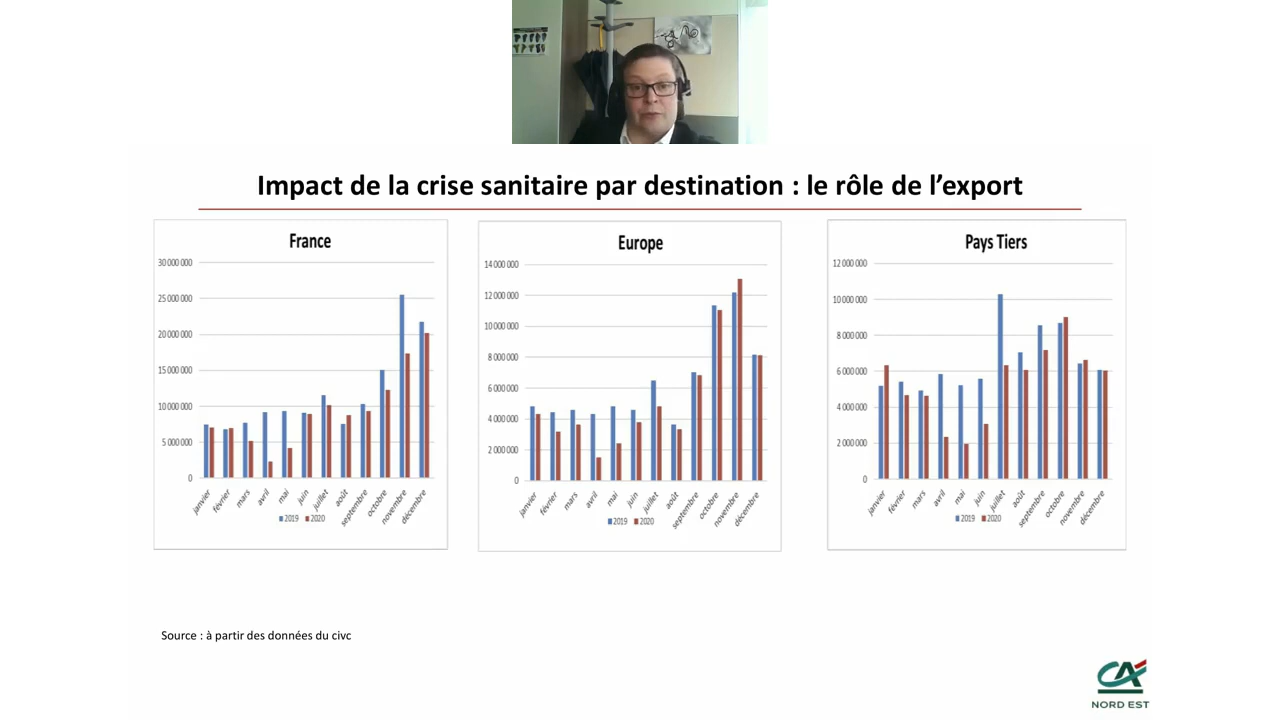 Impact de la crise sanitaire par destination : le rôle de l’export
France
30 000 000
25 000 000
20 000 000
15 000 000
10 000 000
5 000 000
0
janvier
février
mars
avril
mai
juin
juillet
août
septembre
octobre
novembre
décembre
2019
2020
Europe
14 000 000
12 000 000
10 000 000
8 000 000
6 000 000
4 000 000
2 000 000
0
janvier
février
mars
avril
mai
juin
juillet
août
septembre
octobre
novembre
décembre
2019
2020
Pays Tiers
12 000 000
10 000 000
8 000 000
6 000 000
4 000 000
2 000 000
0
janvier
février
mars
avril
mai
juin
juillet
août
septembre
octobre
novembre
décembre
2019
2020
Source : à partir des données du civc
CA
NORD EST